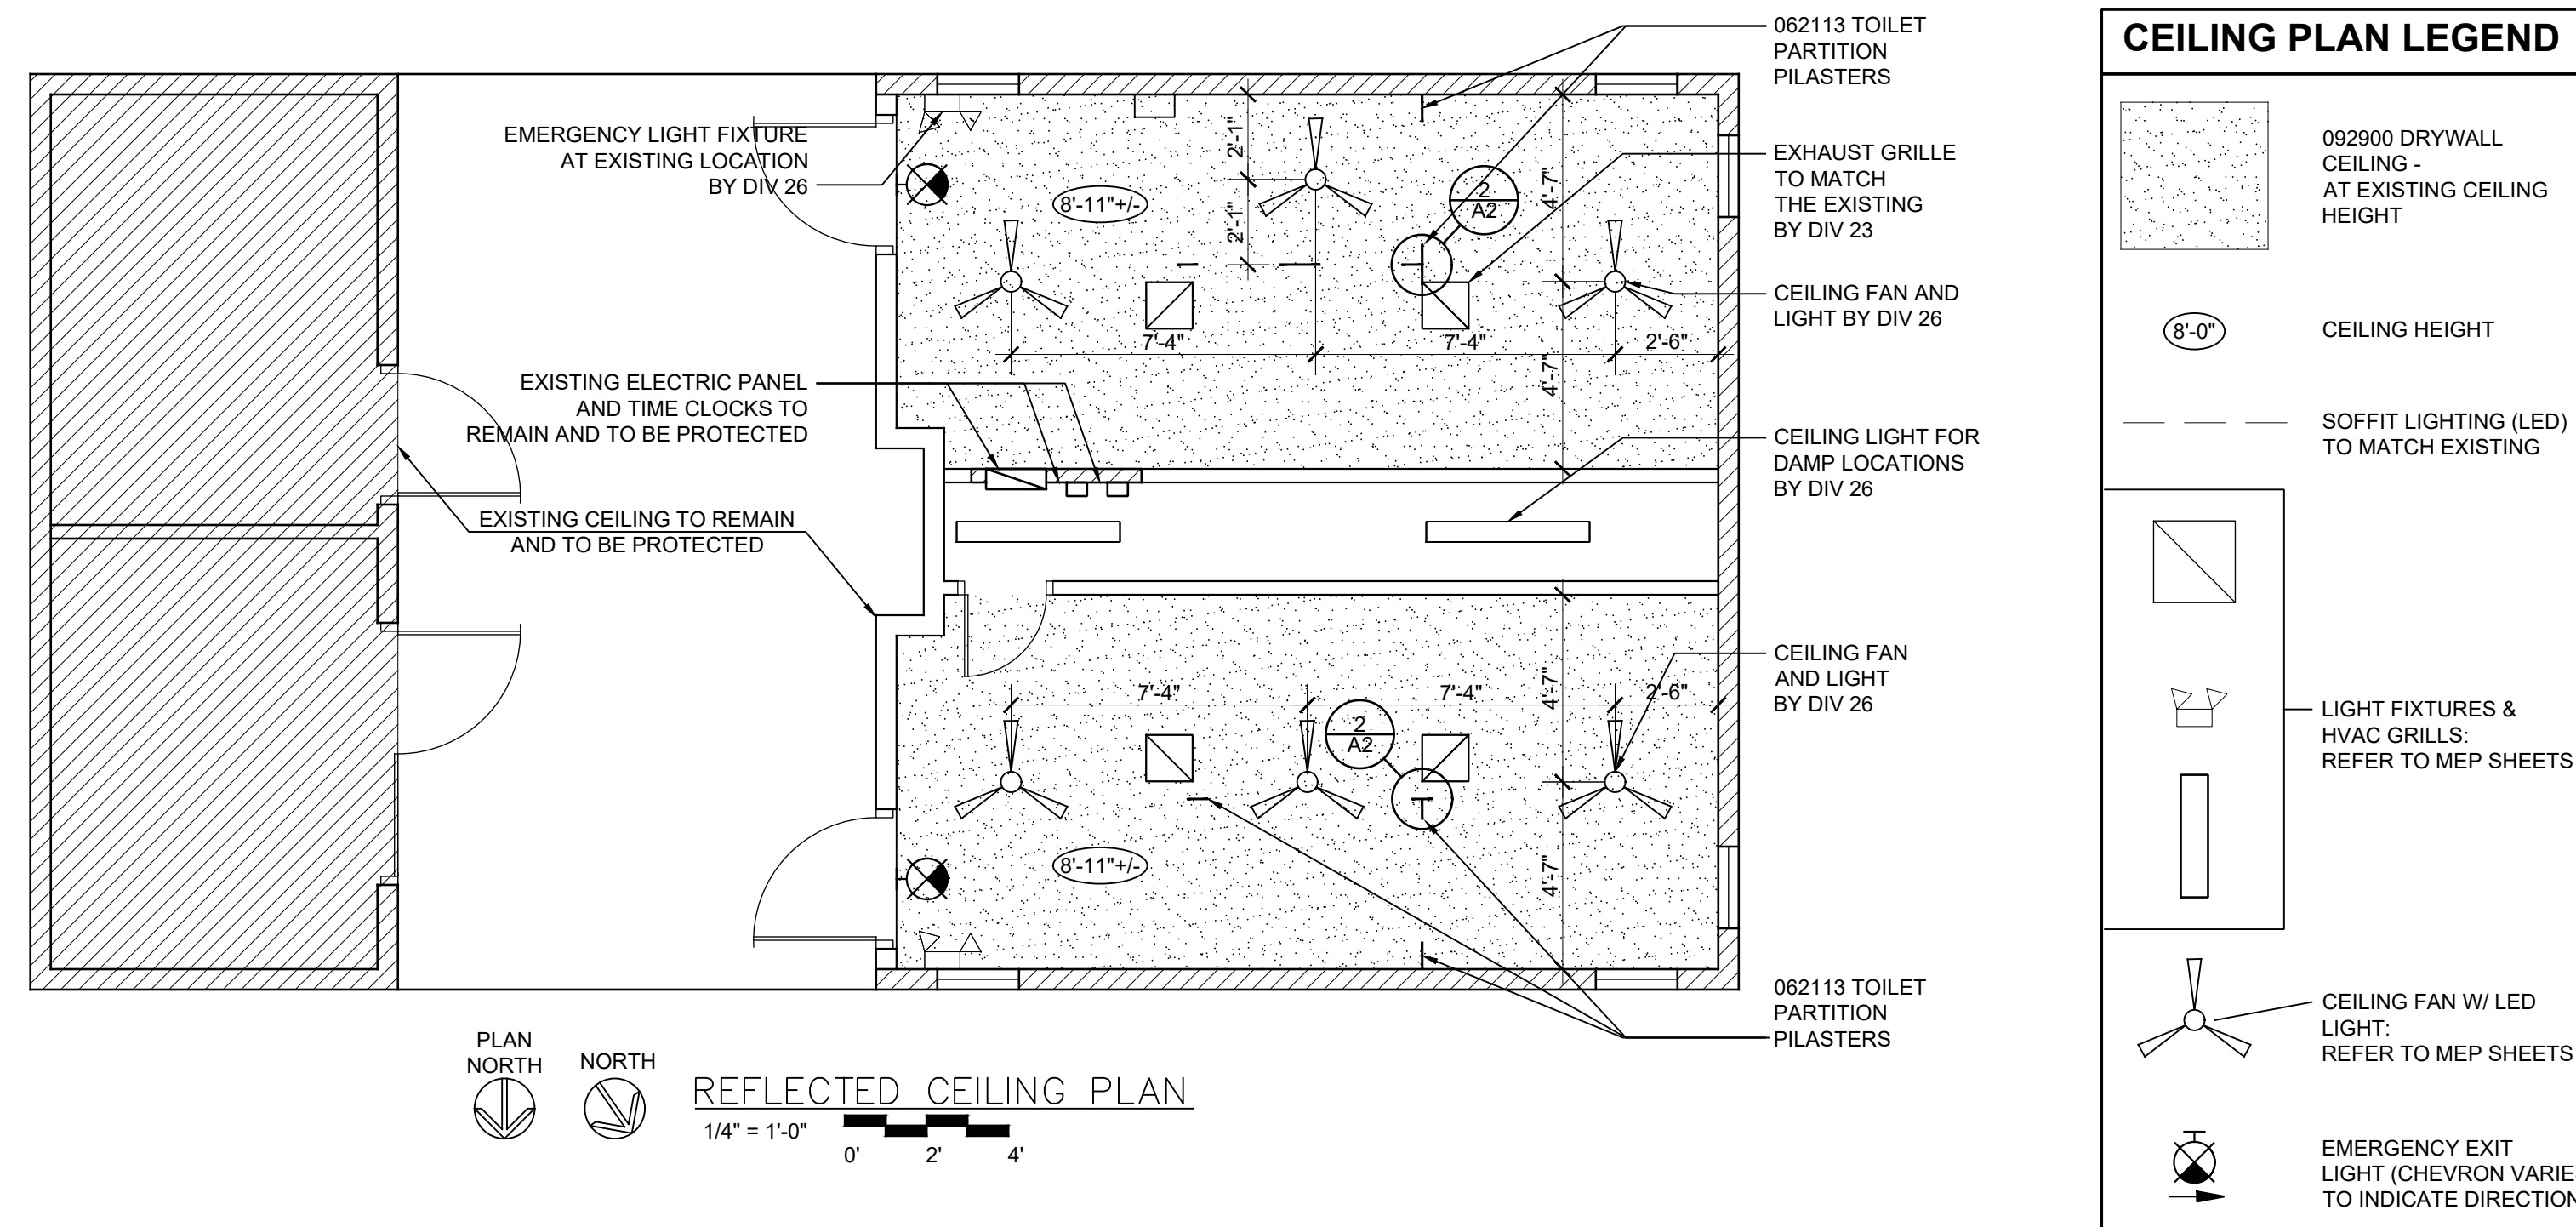 062113 TOILET
PARTITION
PILASTERS
EMERGENCY LIGHT FIXTURE
AT EXISTING LOCATION
BY DIV 26
EXHAUST GRILLE
TO MATCH
THE EXISTING
BY DIV 23
2'-1"
2'-1"
8'-11"+/-
2
A2
4'-7"
CEILING FAN AND
LIGHT BY DIV 26
7'-4"
7'-4"
2'-6"
4'-7"
EXISTING ELECTRIC PANEL
AND TIME CLOCKS TO
REMAIN AND TO BE PROTECTED
CEILING LIGHT FOR
DAMP LOCATIONS
BY DIV 26
EXISTING CEILING TO REMAIN
AND TO BE PROTECTED
CEILING FAN
AND LIGHT
BY DIV 26
7'-4"
7'-4"
4'-7"
2'-6"
2
A2
8'-11"+/-
4'-7"
062113 TOILET
PARTITION
PILASTERS
PLAN
NORTH
NORTH
REFLECTED CEILING PLAN
1/4" = 1'-0"
0'
2'
4'
CEILING PLAN LEGEND
092900 DRYWALL
CEILING -
AT EXISTING CEILING
HEIGHT
8'-0"
CEILING HEIGHT
SOFFIT LIGHTING (LED)
TO MATCH EXISTING
LIGHT FIXTURES &
HVAC GRILLS:
REFER TO MEP SHEETS
CEILING FAN W/ LED
LIGHT:
REFER TO MEP SHEETS
EMERGENCY EXIT
LIGHT (CHEVRON VARIE
TO INDICATE DIRECTION